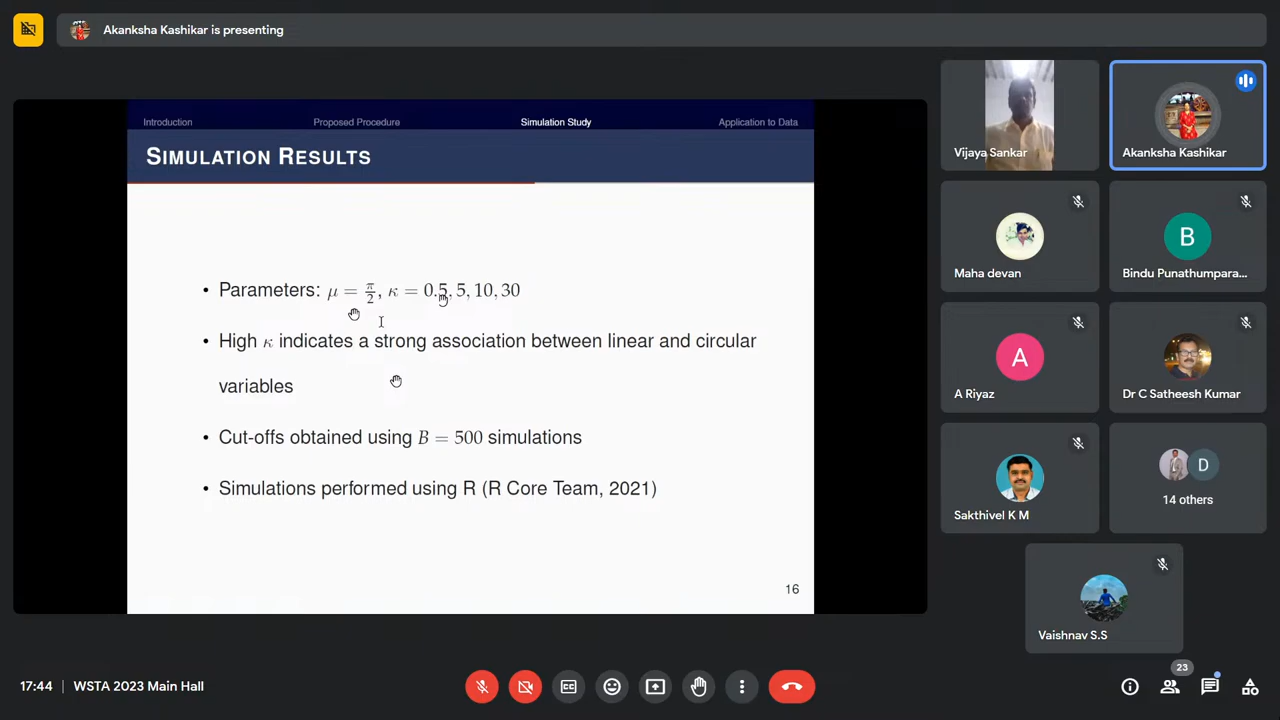 Akanksha Kashikar is presenting
Introduction Proposed Procedure Simulation Study Application to Data
SIMULATION RESULTS
• Parameters: μ = π/2, κ = 0.5, 5, 10, 30
• High κ indicates a strong association between linear and circular
variables
• Cut-offs obtained using B = 500 simulations
• Simulations performed using R (R Core Team, 2021)
16
Vijaya Sankar
Akanksha Kashikar
Maha devan
B
Bindu Punathumpara...
A
A Riyaz
Dr C Satheesh Kumar
Sakthivel K M
D
14 others
Vaishnav S.S
17:44 | WSTA 2023 Main Hall
CC
23